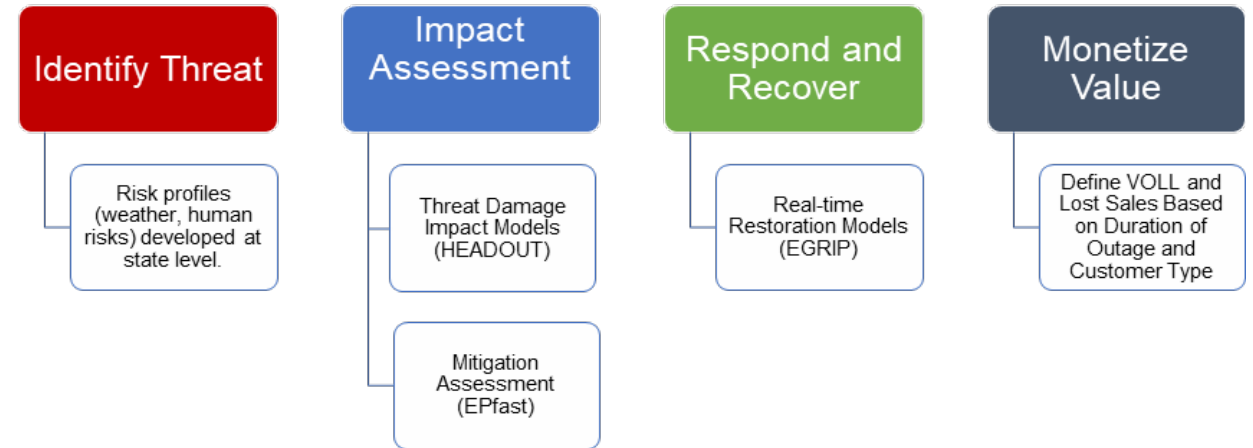 Identify Threat
Risk profiles
(weather, human
risks) developed at
state level.
Impact
Assessment
Threat Damage
Impact Models
(HEADOUT)
Mitigation
Assessment
(EPfast)
Respond and
Recover
Real-time
Restoration Models
(EGRIP)
Monetize
Value
Define VOLL and
Lost Sales Based
on Duration of
Outage and
Customer Type